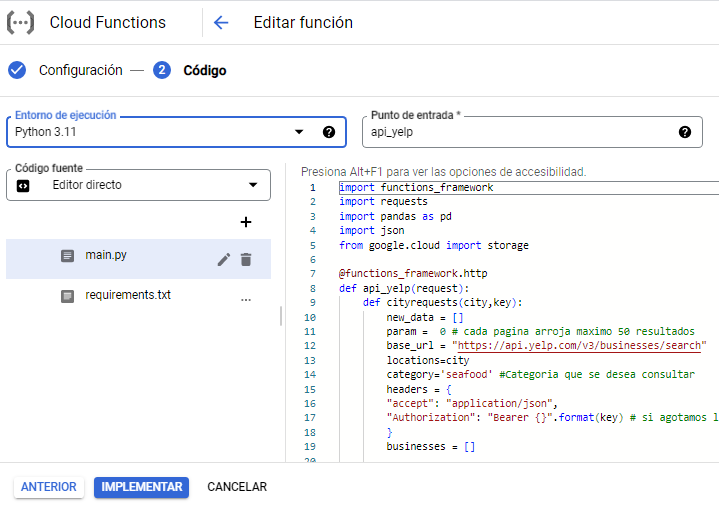 Cloud Functions
Editar función
Configuración
2 Código
Entorno de ejecución
Python 3.11
Punto de entrada *
api_yelp
Código fuente
Editor directo
main.py
requirements.txt
Presiona Alt+F1 para ver las opciones de accesibilidad.
1 import functions_framework
2 import requests
3 import pandas as pd
4 import json
5 from google.cloud import storage
6
7 @functions_framework.http
8 def api_yelp(request):
9 def cityrequests(city,key):
10 new_data = []
11 param = 0 # cada pagina arroja maximo 50 resultados
12 base_url = "https://api.yelp.com/v3/businesses/search"
13 locations=city
14 category='seafood' #Categoria que se desea consultar
15 headers = {
16 "accept": "application/json",
17 "Authorization": "Bearer {}".format(key) # si agotamos l
18 }
19 businesses = []
20
ANTERIOR
IMPLEMENTAR
CANCELAR